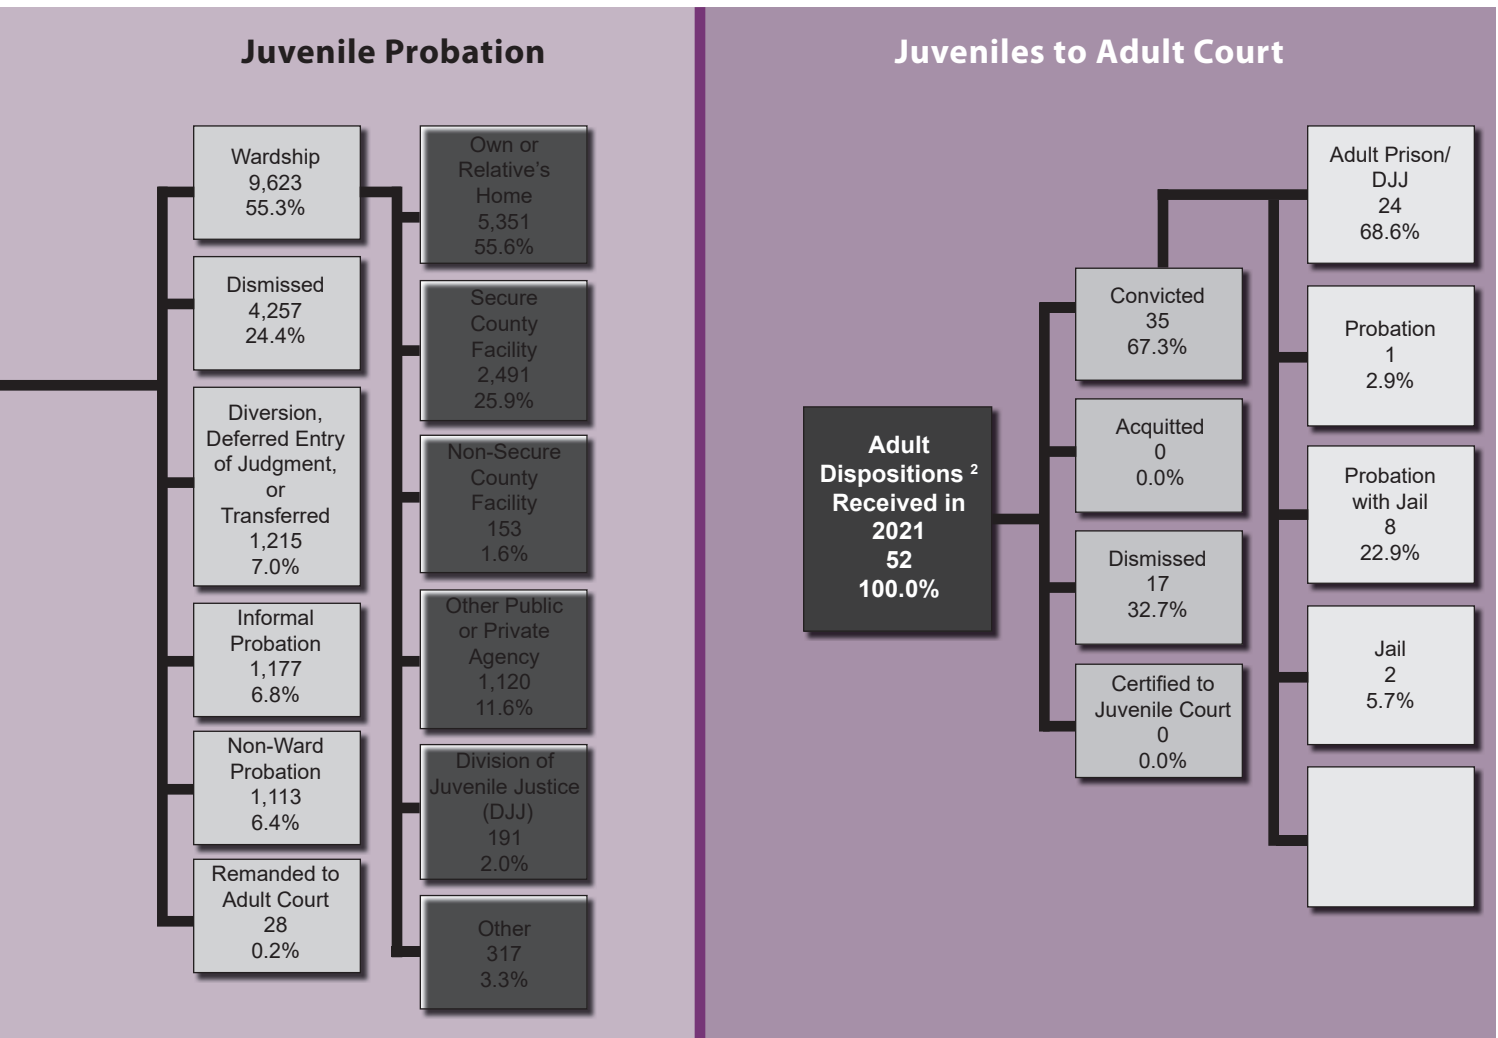 Juvenile Probation
Wardship
9,623
55.3%
Dismissed
4,257
24.4%
Diversion,
Deferred Entry
of Judgment,
or
Transferred
1,215
7.0%
Informal
Probation
1,177
6.8%
Non-Ward
Probation
1,113
6.4%
Remanded to
Adult Court
28
0.2%
Own or
Relative's
Home
5,351
55.6%
Secure
County
Facility
2,491
25.9%
Non-Secure
County
Facility
153
1.6%
Other Public
or Private
Agency
1,120
11.6%
Division of
Juvenile Justice
(DJJ)
191
2.0%
Other
317
3.3%
Juveniles to Adult Court
Adult
Dispositions ²
Received in
2021
52
100.0%
Convicted
35
67.3%
Acquitted
0
0.0%
Dismissed
17
32.7%
Certified to
Juvenile Court
0
0.0%
Adult Prison/
DJJ
24
68.6%
Probation
1
2.9%
Probation
with Jail
8
22.9%
Jail
2
5.7%